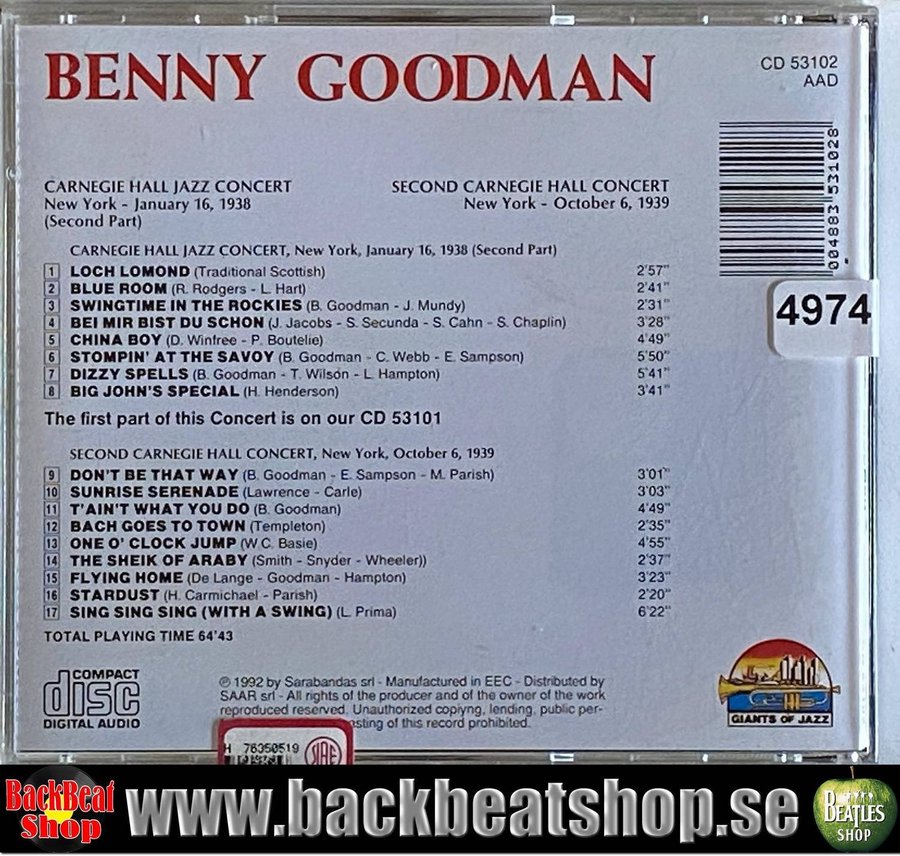 BENNY GOODMAN
CD 53102
AAD
0 04883 531028
CARNEGIE HALL JAZZ CONCERT
New York - January 16, 1938
(Second Part)
SECOND CARNEGIE HALL CONCERT
New York - October 6, 1939
4974
CARNEGIE HALL JAZZ CONCERT, New York, January 16, 1938 (Second Part)
1 LOCH LOMOND (Traditional Scottish) 2'57"
2 BLUE ROOM (R. Rodgers - L. Hart) 2'41"
3 SWINGTIME IN THE ROCKIES (B. Goodman - J. Mundy) 2'31"
4 BEI MIR BIST DU SCHON (J. Jacobs - S. Secunda - S. Cahn - S. Chaplin) 3'28"
5 CHINA BOY (D. Winfree - P. Boutelie) 4'49"
6 STOMPIN' AT THE SAVOY (B. Goodman - C. Webb - E. Sampson) 5'50"
7 DIZZY SPELLS (B. Goodman - T. Wilson - L. Hampton) 5'41"
8 BIG JOHN'S SPECIAL (H. Henderson) 3'41"
The first part of this Concert is on our CD 53101
SECOND CARNEGIE HALL CONCERT, New York, October 6, 1939
9 DON'T BE THAT WAY (B. Goodman - E. Sampson - M. Parish) 3'01"
10 SUNRISE SERENADE (Lawrence - Carle) 3'03"
11 T'AIN'T WHAT YOU DO (B. Goodman) 4'49"
12 BACH GOES TO TOWN (Templeton) 2'35"
13 ONE O' CLOCK JUMP (W.C. Basie) 4'55"
14 THE SHEIK OF ARABY (Smith - Snyder - Wheeler)) 2'37"
15 FLYING HOME (De Lange - Goodman - Hampton) 3'23"
16 STARDUST (H. Carmichael - Parish) 2'20"
17 SING SING SING (WITH A SWING) (L. Prima) 6'22"
TOTAL PLAYING TIME 64'43
COMPACT
disc
DIGITAL AUDIO
℗ 1992 by Sarabandas srl - Manufactured in EEC - Distributed by
SAAR srl - All rights of the producer and of the owner of the work
reproduced reserved. Unauthorized copiyng, lending, public per-
sting of this record prohibited.
GIANTS OF JAZZ
H 76350519
BackBeat
Shop
www.backbeatshop.se
BEATLES
SHOP